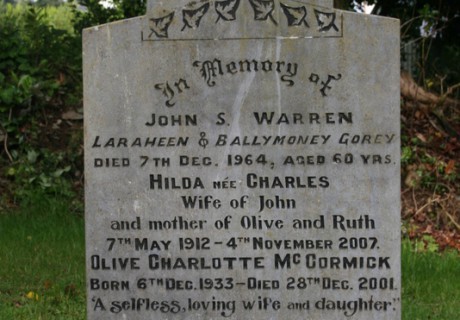 In Memory of
JOHN S. WARREN
LARAHEEN & BALLYMONEY GOREY
DIED 7TH DEC. 1964, AGED 60 YRS.
HILDA NÉE CHARLES
Wife of John
and mother of Olive and Ruth
7TH MAY 1912 - 4TH NOVEMBER 2007.
OLIVE CHARLOTTE MCCORMICK
BORN 6TH DEC. 1933 - DIED 28TH DEC. 2001.
"A selfless, loving wife and daughter."